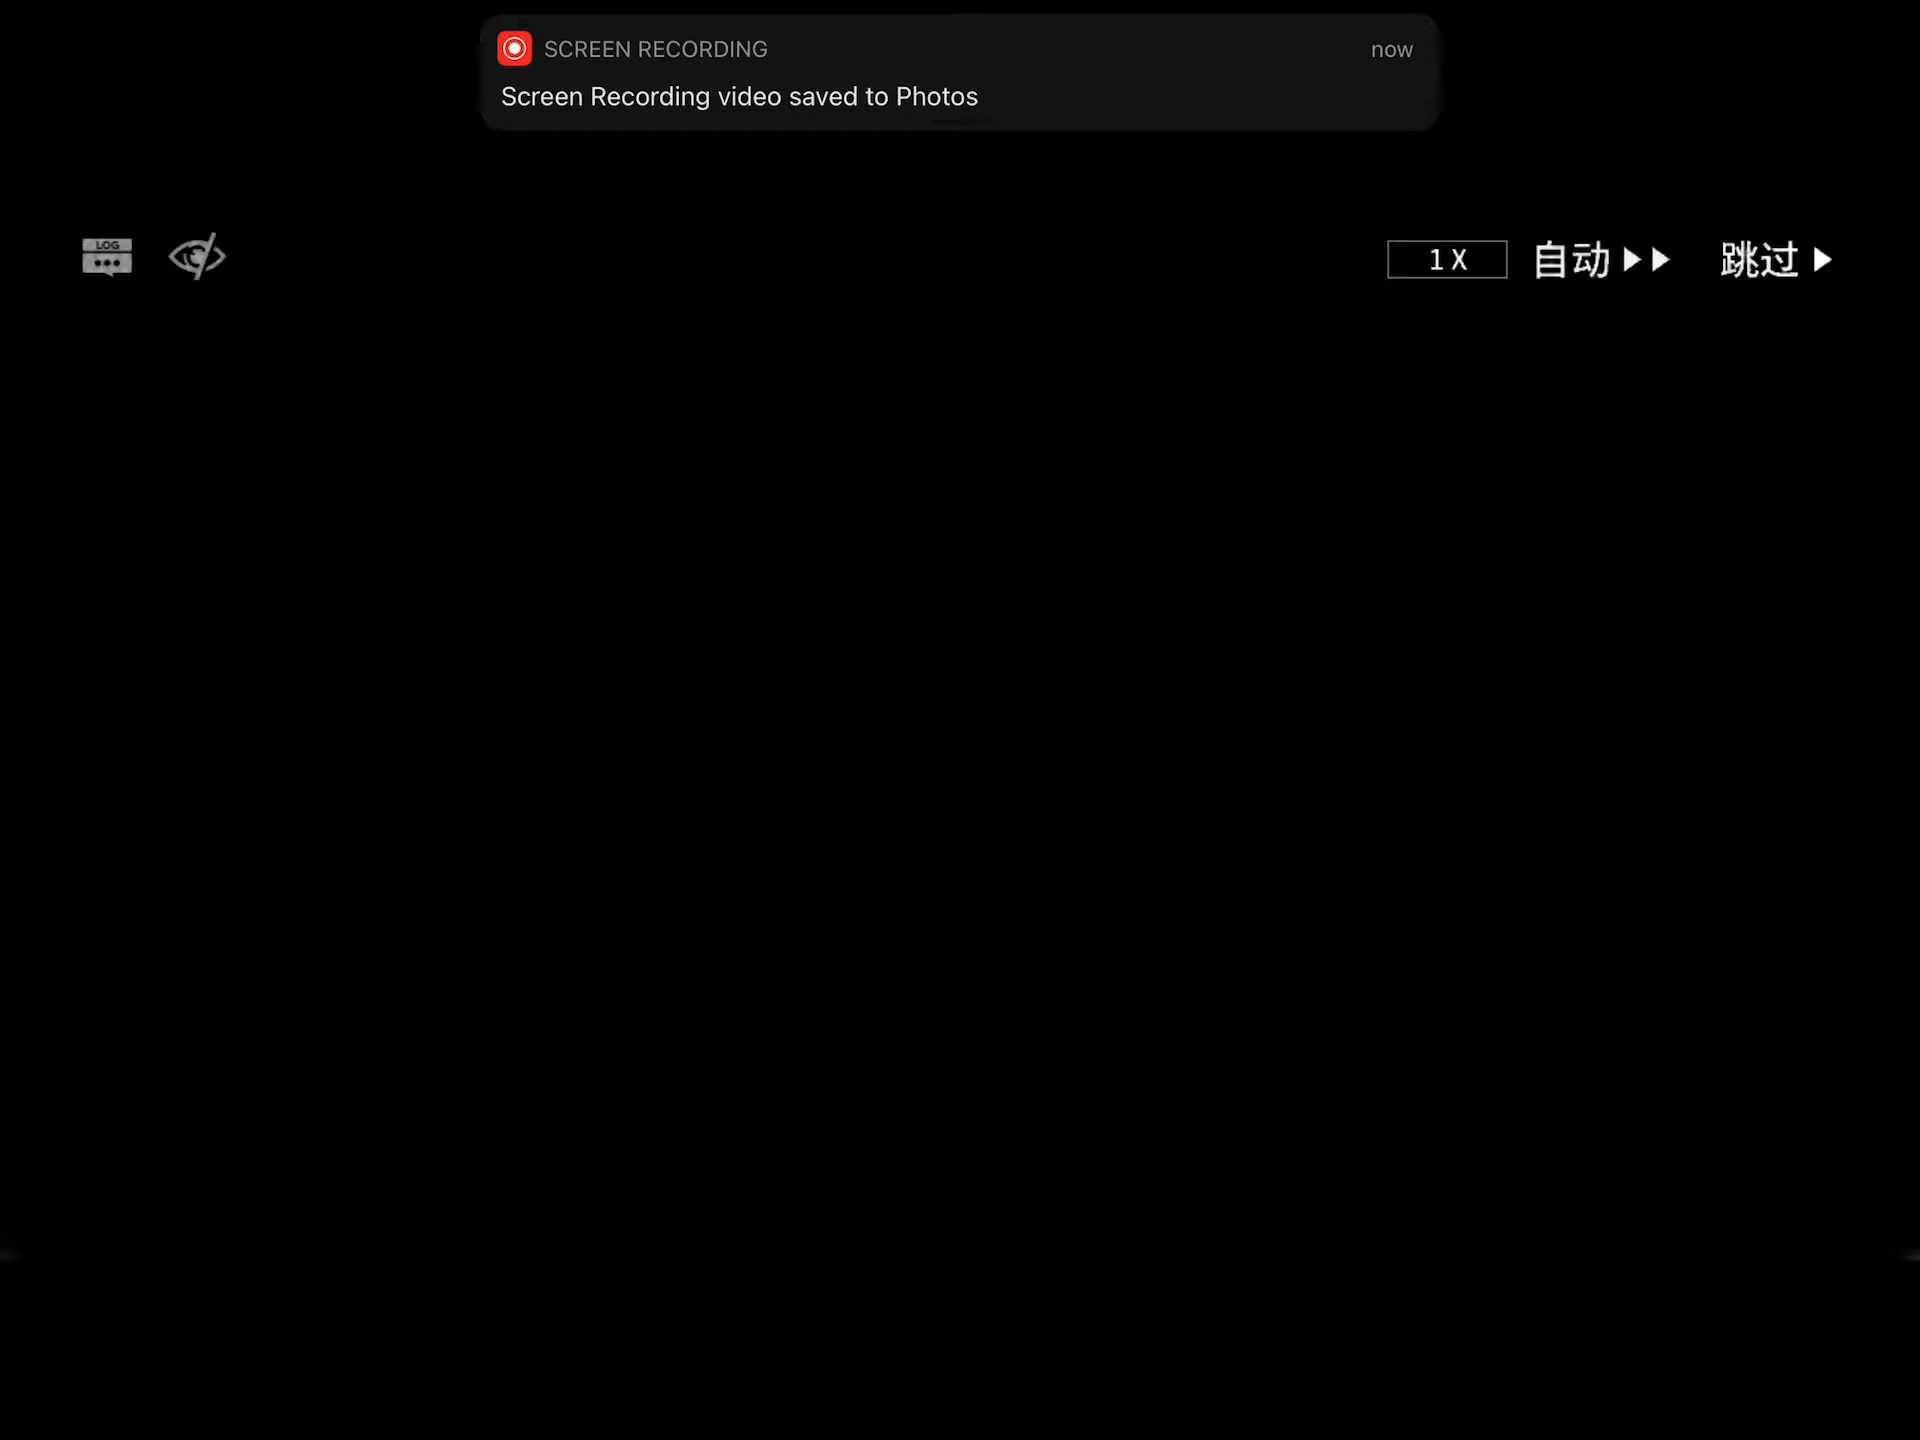 SCREEN RECORDING now
Screen Recording video saved to Photos
LOG
1X 自动 跳过